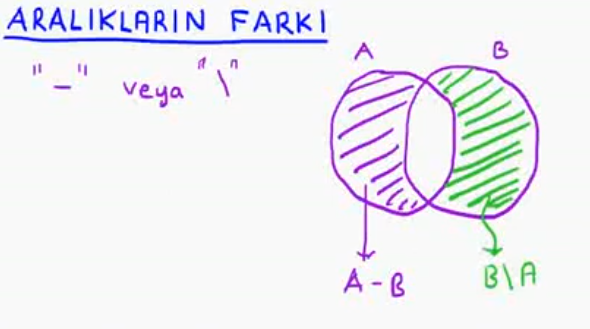 ARALIKLARIN FARKI
"-" veya "\"
A
B
A-B
B\A